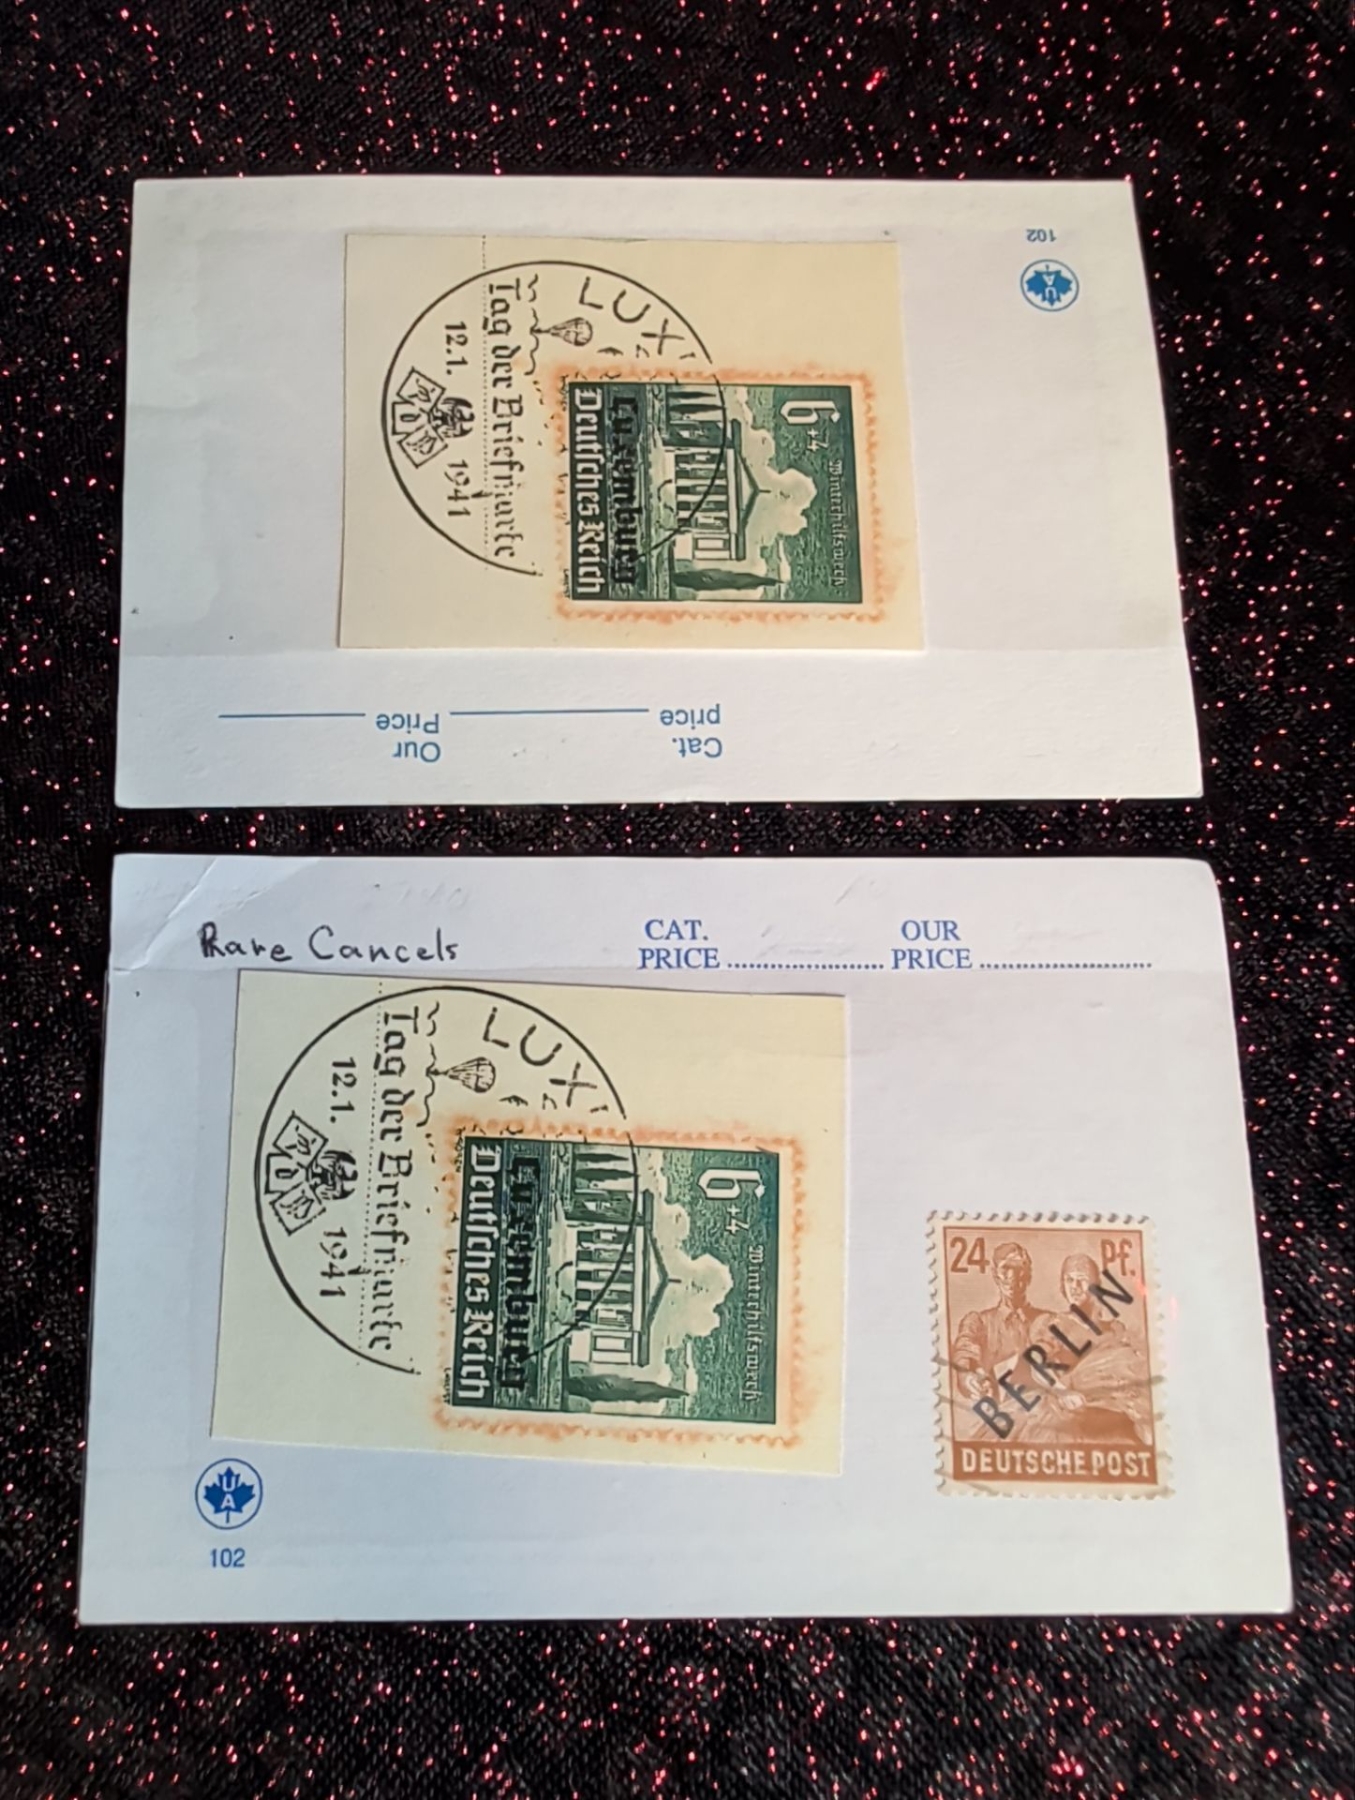 102
UA
LUX
Tag der Briefmarke
12.1. 1941
6+4
Winterhilfswerk
Luxemburg
Deutsches Reich
Cat. price
Our Price
Rare Cancels
CAT. OUR
PRICE PRICE
LUX
Tag der Briefmarke
12.1. 1941
6+4
Winterhilfswerk
Luxemburg
Deutsches Reich
24 Pf.
BERLIN
DEUTSCHE POST
UA
102